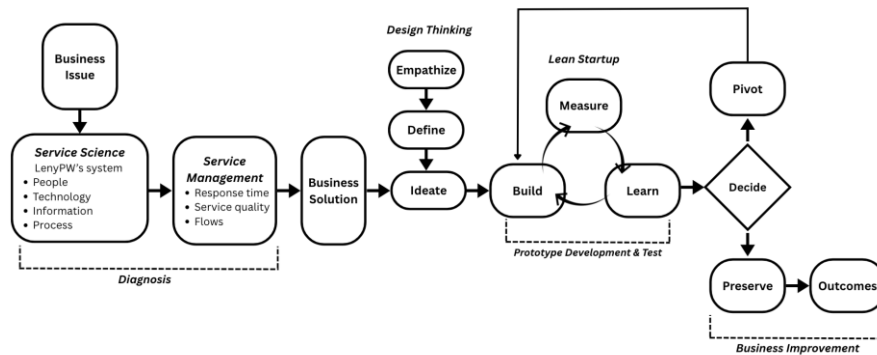 Business
Issue
Service Science
LenyPW's system
• People
• Technology
• Information
• Process
Service
Management
• Response time
• Service quality
• Flows
Diagnosis
Business
Solution
Design Thinking
Empathize
Define
Ideate
Lean Startup
Measure
Build
Learn
Prototype Development & Test
Pivot
Decide
Preserve
Outcomes
Business Improvement